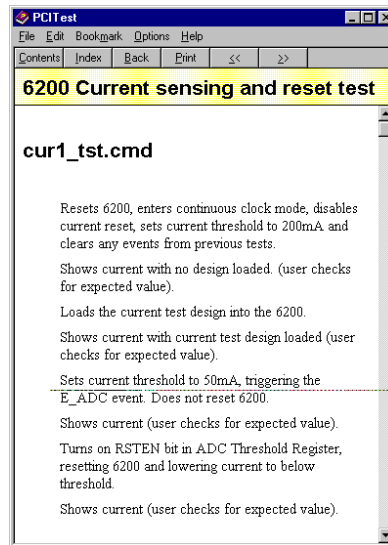 PCITest
File Edit Bookmark Options Help
Contents Index Back Print << >>
6200 Current sensing and reset test
cur1_tst.cmd
Resets 6200, enters continuous clock mode, disables
current reset, sets current threshold to 200mA and
clears any events from previous tests.
Shows current with no design loaded. (user checks
for expected value).
Loads the current test design into the 6200.
Shows current with current test design loaded (user
checks for expected value).
Sets current threshold to 50mA, triggering the
E_ADC event. Does not reset 6200.
Shows current (user checks for expected value).
Turns on RSTEN bit in ADC Threshold Register,
resetting 6200 and lowering current to below
threshold.
Shows current (user checks for expected value).